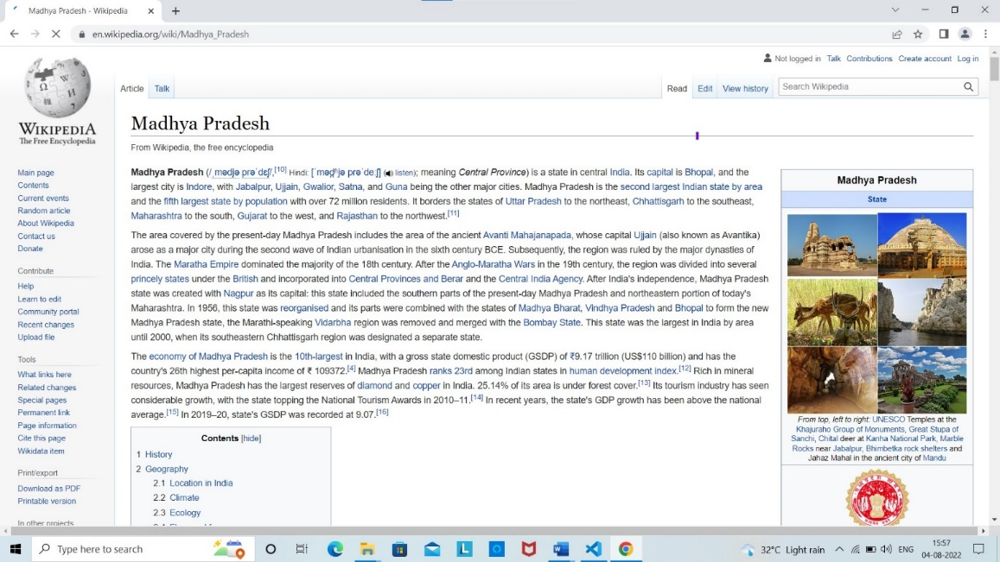 Madhya Pradesh - Wikipedia
en.wikipedia.org/wiki/Madhya_Pradesh
Not logged in Talk Contributions Create account Log in
Article Talk Read Edit View history Search Wikipedia
WIKIPEDIA
The Free Encyclopedia
Main page
Contents
Current events
Random article
About Wikipedia
Contact us
Donate
Contribute
Help
Learn to edit
Community portal
Recent changes
Upload file
Tools
What links here
Related changes
Special pages
Permanent link
Page information
Cite this page
Wikidata item
Print/export
Download as PDF
Printable version
In other projects
Madhya Pradesh
From Wikipedia, the free encyclopedia
Madhya Pradesh [10] Hindi: (listen); meaning Central Province) is a state in central India. Its capital is Bhopal, and the
largest city is Indore, with Jabalpur, Ujjain, Gwalior, Satna, and Guna being the other major cities. Madhya Pradesh is the second largest Indian state by area
and the fifth largest state by population with over 72 million residents. It borders the states of Uttar Pradesh to the northeast, Chhattisgarh to the southeast,
Maharashtra to the south, Gujarat to the west, and Rajasthan to the northwest.[11]
The area covered by the present-day Madhya Pradesh includes the area of the ancient Avanti Mahajanapada, whose capital Ujjain (also known as Avantika)
arose as a major city during the second wave of Indian urbanisation in the sixth century BCE. Subsequently, the region was ruled by the major dynasties of
India. The Maratha Empire dominated the majority of the 18th century. After the Anglo-Maratha Wars in the 19th century, the region was divided into several
princely states under the British and incorporated into Central Provinces and Berar and the Central India Agency. After India's independence, Madhya Pradesh
state was created with Nagpur as its capital: this state included the southern parts of the present-day Madhya Pradesh and northeastern portion of today's
Maharashtra. In 1956, this state was reorganised and its parts were combined with the states of Madhya Bharat, Vindhya Pradesh and Bhopal to form the new
Madhya Pradesh state, the Marathi-speaking Vidarbha region was removed and merged with the Bombay State. This state was the largest in India by area
until 2000, when its southeastern Chhattisgarh region was designated a separate state.
The economy of Madhya Pradesh is the 10th-largest in India, with a gross state domestic product (GSDP) of ₹9.17 trillion (US$110 billion) and has the
country's 26th highest per-capita income of ₹ 109372.[4] Madhya Pradesh ranks 23rd among Indian states in human development index.[12] Rich in mineral
resources, Madhya Pradesh has the largest reserves of diamond and copper in India. 25.14% of its area is under forest cover.[13] Its tourism industry has seen
considerable growth, with the state topping the National Tourism Awards in 2010–11.[14] In recent years, the state's GDP growth has been above the national
average.[15] In 2019–20, state's GSDP was recorded at 9.07.[16]
Contents [hide]
1 History
2 Geography
2.1 Location in India
2.2 Climate
2.3 Ecology
Madhya Pradesh
State
From top, left to right: UNESCO Temples at the
Khajuraho Group of Monuments, Great Stupa of
Sanchi, Chital deer at Kanha National Park, Marble
Rocks near Jabalpur, Bhimbetka rock shelters and
Jahaz Mahal in the ancient city of Mandu
Type here to search
32°C Light rain ENG
15:57
04-08-2022